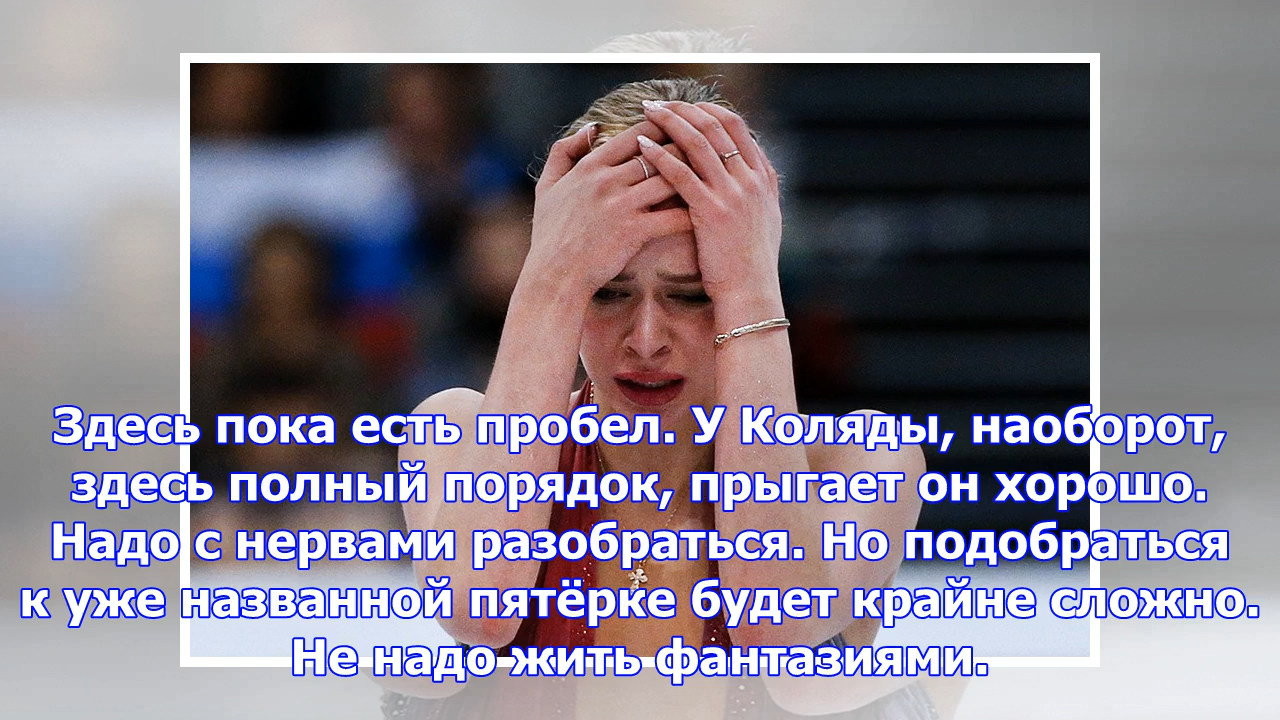 Здесь пока есть пробел. У Коляды, наоборот,
здесь полный порядок, прыгает он хорошо.
Надо с нервами разобраться. Но подобраться
к уже названной пятёрке будет крайне сложно.
Не надо жить фантазиями.